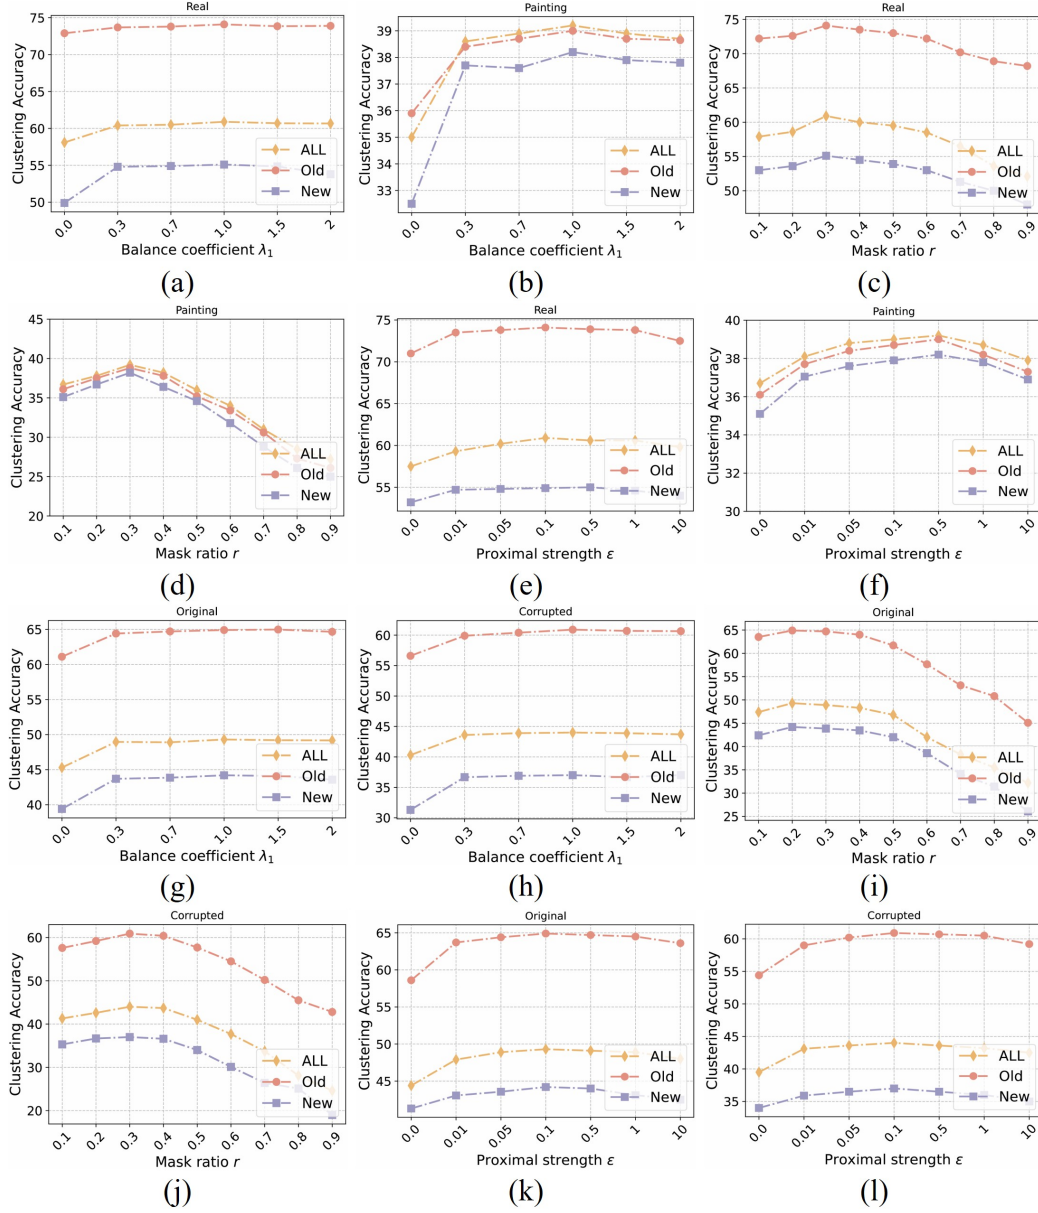 Real
Clustering Accuracy
75
70
65
60
55
50
ALL
Old
New
0.0 0.3 0.7 1.0 1.5 2
Balance coefficient λ₁
(a)
Painting
Clustering Accuracy
39
38
37
36
35
34
33
ALL
Old
New
0.0 0.3 0.7 1.0 1.5 2
Balance coefficient λ₁
(b)
Real
Clustering Accuracy
75
70
65
60
55
50
ALL
Old
New
0.1 0.2 0.3 0.4 0.5 0.6 0.7 0.8 0.9
Mask ratio r
(c)
Painting
Clustering Accuracy
45
40
35
30
25
20
ALL
Old
New
0.1 0.2 0.3 0.4 0.5 0.6 0.7 0.8 0.9
Mask ratio r
(d)
Real
Clustering Accuracy
75
70
65
60
55
ALL
Old
New
0.0 0.01 0.05 0.1 0.5 1 10
Proximal strength ε
(e)
Painting
Clustering Accuracy
40
38
36
34
32
30
ALL
Old
New
0.0 0.01 0.05 0.1 0.5 1 10
Proximal strength ε
(f)
Original
Clustering Accuracy
65
60
55
50
45
40
ALL
Old
New
0.0 0.3 0.7 1.0 1.5 2
Balance coefficient λ₁
(g)
Corrupted
Clustering Accuracy
60
55
50
45
40
35
30
ALL
Old
New
0.0 0.3 0.7 1.0 1.5 2
Balance coefficient λ₁
(h)
Original
Clustering Accuracy
65
60
55
50
45
40
35
30
25
ALL
Old
New
0.1 0.2 0.3 0.4 0.5 0.6 0.7 0.8 0.9
Mask ratio r
(i)
Corrupted
Clustering Accuracy
60
50
40
30
20
ALL
Old
New
0.1 0.2 0.3 0.4 0.5 0.6 0.7 0.8 0.9
Mask ratio r
(j)
Original
Clustering Accuracy
65
60
55
50
45
ALL
Old
New
0.0 0.01 0.05 0.1 0.5 1 10
Proximal strength ε
(k)
Corrupted
Clustering Accuracy
60
55
50
45
40
35
ALL
Old
New
0.0 0.01 0.05 0.1 0.5 1 10
Proximal strength ε
(l)